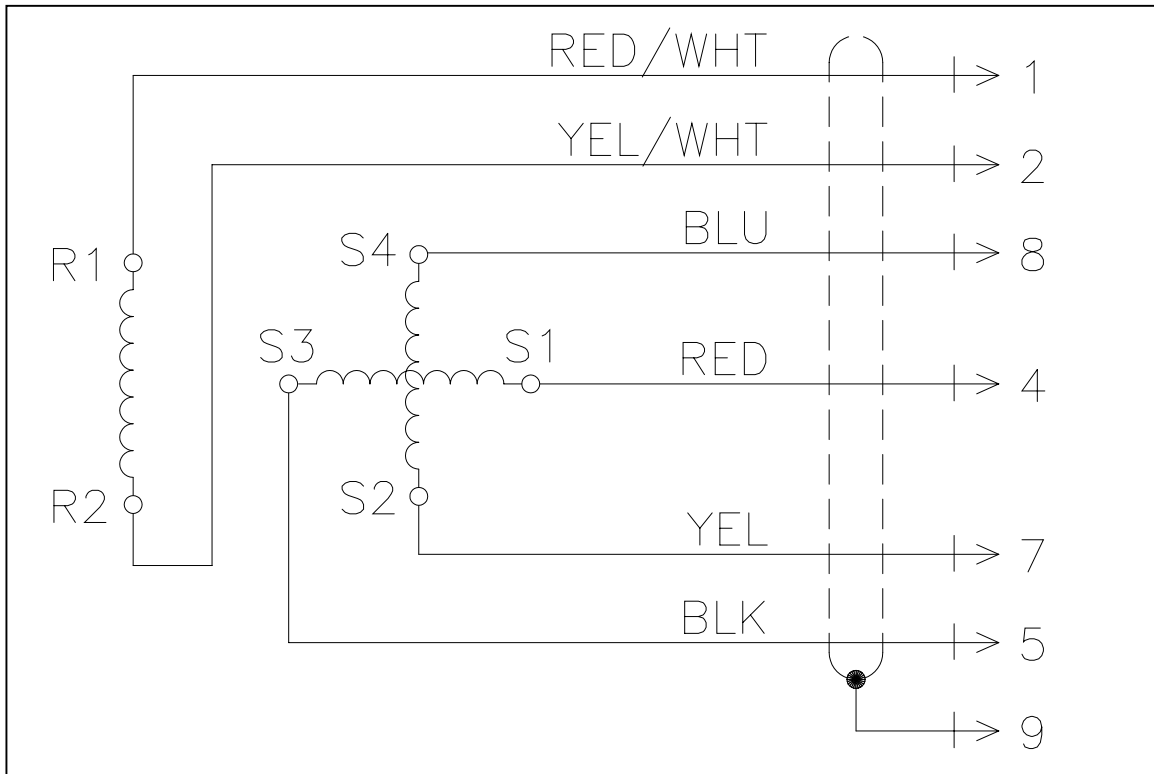 RED/WHT 1
YEL/WHT 2
BLU 8
R1 S4
S3 S1 RED 4
R2 S2
YEL 7
BLK 5
9